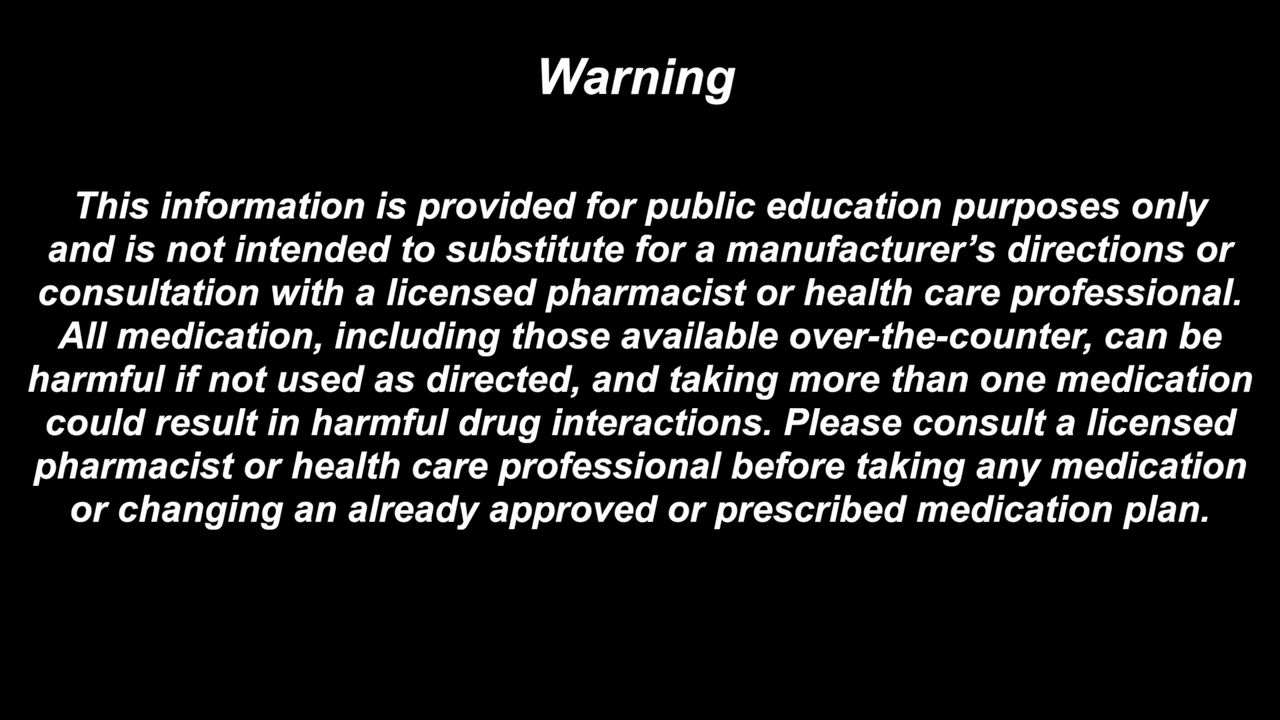 Warning
This information is provided for public education purposes only
and is not intended to substitute for a manufacturer’s directions or
consultation with a licensed pharmacist or health care professional.
All medication, including those available over-the-counter, can be
harmful if not used as directed, and taking more than one medication
could result in harmful drug interactions. Please consult a licensed
pharmacist or health care professional before taking any medication
or changing an already approved or prescribed medication plan.